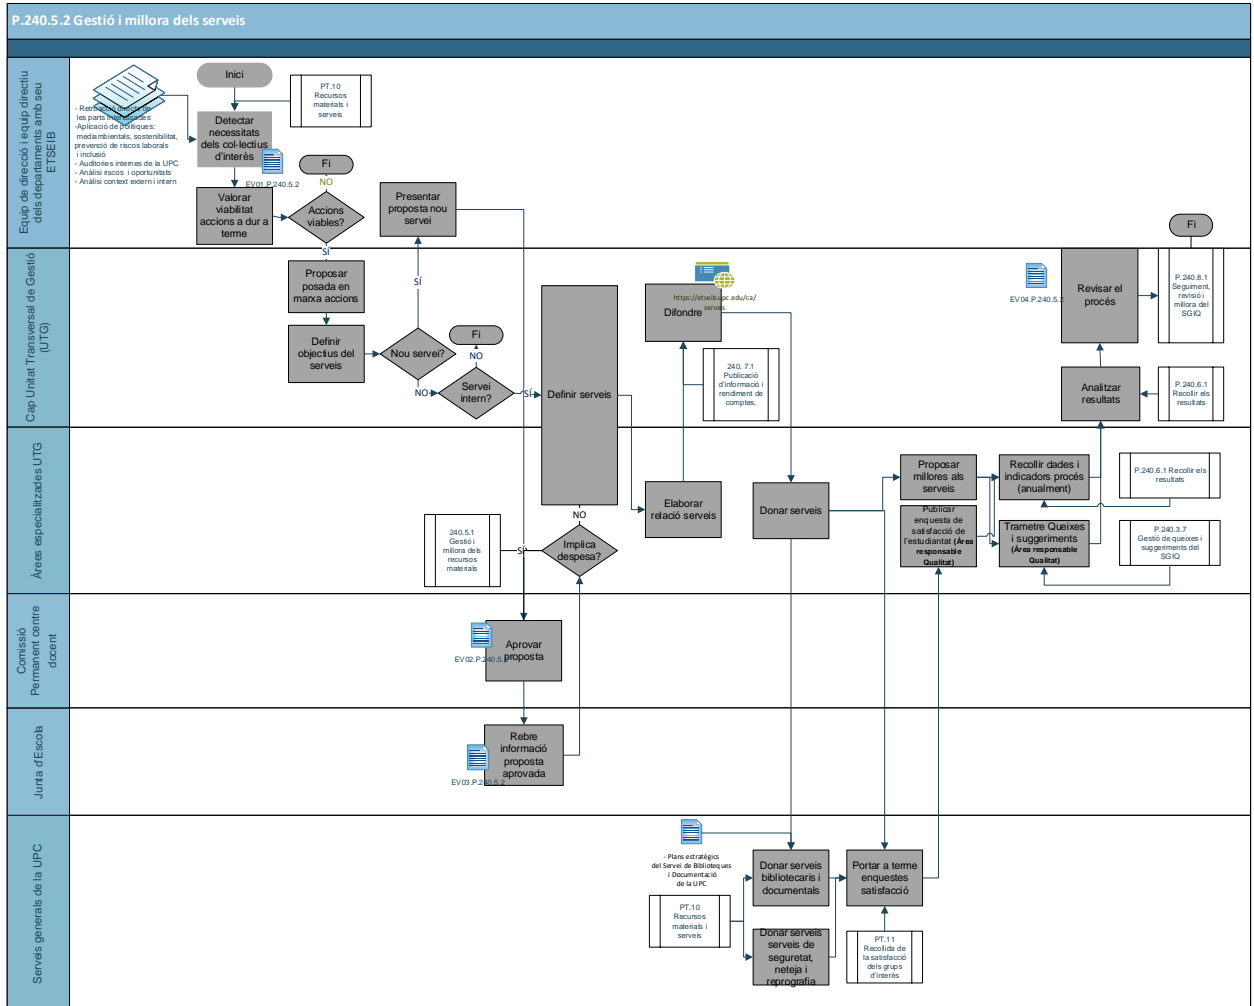 P.240.5.2 Gestió i millora dels serveis
Equip de direcció i equip directiu
dels departaments amb seu
ETSEIB
- Retroacció directa de
les parts interessades
-Aplicació de polítiques:
mediambientals, sostenibilitat,
prevenció de riscos laborals
i inclusió
- Auditories internes de la UPC
- Anàlisi riscos i oportunitats
- Anàlisi context extern i intern
Inici
PT.10
Recursos
materials i
serveis
Detectar
necessitats
dels col·lectius
d'interès
EV01.P.240.5.2
Valorar
viabilitat
accions a dur a
terme
Fi
NO
Accions
viables?
SÍ
Presentar
proposta nou
servei
Fi
Cap Unitat Transversal de Gestió
(UTG)
Proposar
posada en
marxa accions
Definir
objectius del
serveis
SÍ
Nou servei?
NO
Fi
NO
Servei
intern?
SÍ
Definir serveis
https://etseib.upc.edu/ca/
serveis
Difondre
240. 7.1
Publicació
d'informació i
rendiment de
comptes.
EV04.P.240.5.2
Revisar el
procés
P.240.8.1
Seguiment,
revisió i
millora del
SGIQ
Analitzar
resultats
P.240.6.1
Recollir els
resultats
Àrees especialitzades UTG
240.5.1
Gestió i
millora dels
recursos
materials
SÍ
NO
Implica
despesa?
Elaborar
relació serveis
Donar serveis
Proposar
millores als
serveis
Publicar
enquesta de
satisfacció de
l'estudiantat (Àrea
responsable
Qualitat)
Recollir dades i
indicadors procés
(anualment)
Trametre Queixes
i suggeriments
(Àrea responsable
Qualitat)
P.240.6.1 Recollir els
resultats
P.240.3.7
Gestió de queixes i
suggeriments del
SGIQ
Comissió
Permanent centre
docent
EV02.P.240.5.2
Aprovar
proposta
Junta d'Escola
EV03.P.240.5.2
Rebre
informació
proposta
aprovada
Serveis generals de la UPC
- Plans estratègics
del Servei de Biblioteques
i Documentació
de la UPC
PT.10
Recursos
materials i
serveis
Donar serveis
bibliotecaris i
documentals
Donar serveis
serveis de
seguretat,
neteja i
reprografia
Portar a terme
enquestes
satisfacció
PT.11
Recollida de
la satisfacció
dels grups
d'interès